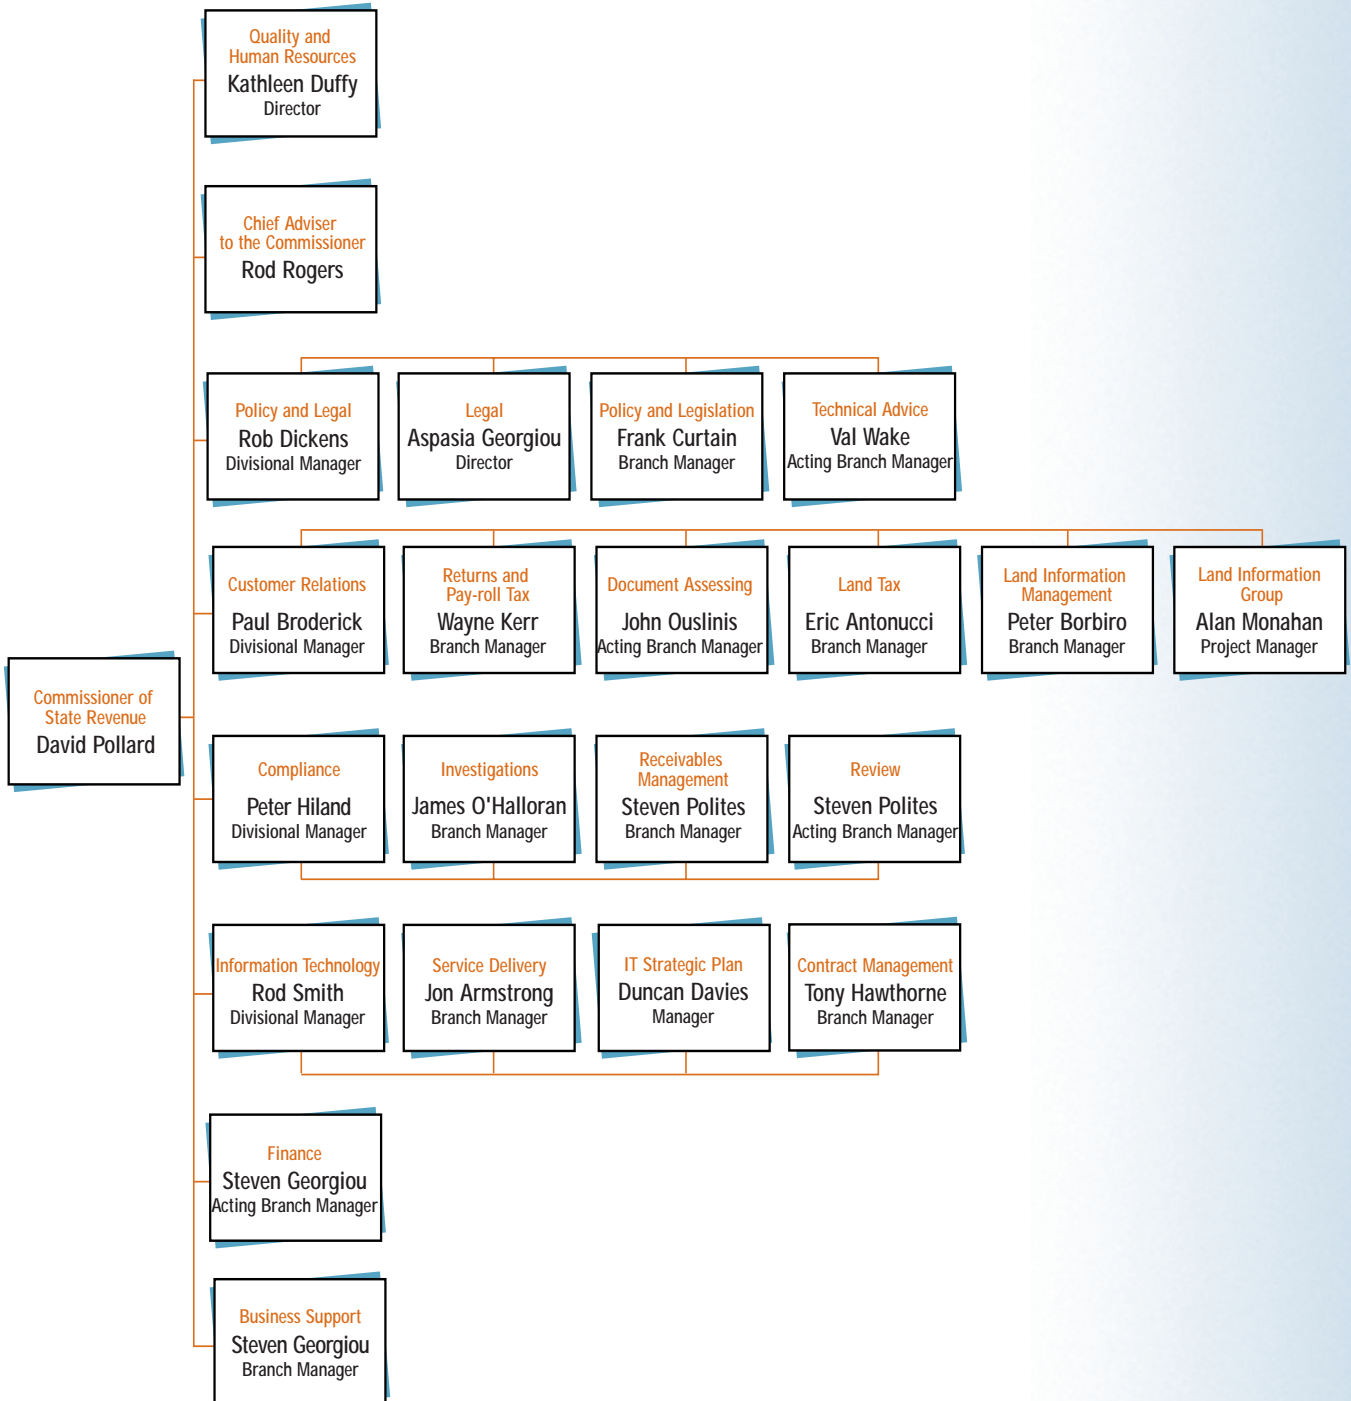 Quality and
Human Resources
Kathleen Duffy
Director
Chief Adviser
to the Commissioner
Rod Rogers
Policy and Legal
Rob Dickens
Divisional Manager
Legal
Aspasia Georgiou
Director
Policy and Legislation
Frank Curtain
Branch Manager
Technical Advice
Val Wake
Acting Branch Manager
Customer Relations
Paul Broderick
Divisional Manager
Returns and
Pay-roll Tax
Wayne Kerr
Branch Manager
Document Assessing
John Ouslinis
Acting Branch Manager
Land Tax
Eric Antonucci
Branch Manager
Land Information
Management
Peter Borbiro
Branch Manager
Land Information
Group
Alan Monahan
Project Manager
Commissioner of
State Revenue
David Pollard
Compliance
Peter Hiland
Divisional Manager
Investigations
James O'Halloran
Branch Manager
Receivables
Management
Steven Polites
Branch Manager
Review
Steven Polites
Acting Branch Manager
Information Technology
Rod Smith
Divisional Manager
Service Delivery
Jon Armstrong
Branch Manager
IT Strategic Plan
Duncan Davies
Manager
Contract Management
Tony Hawthorne
Branch Manager
Finance
Steven Georgiou
Acting Branch Manager
Business Support
Steven Georgiou
Branch Manager